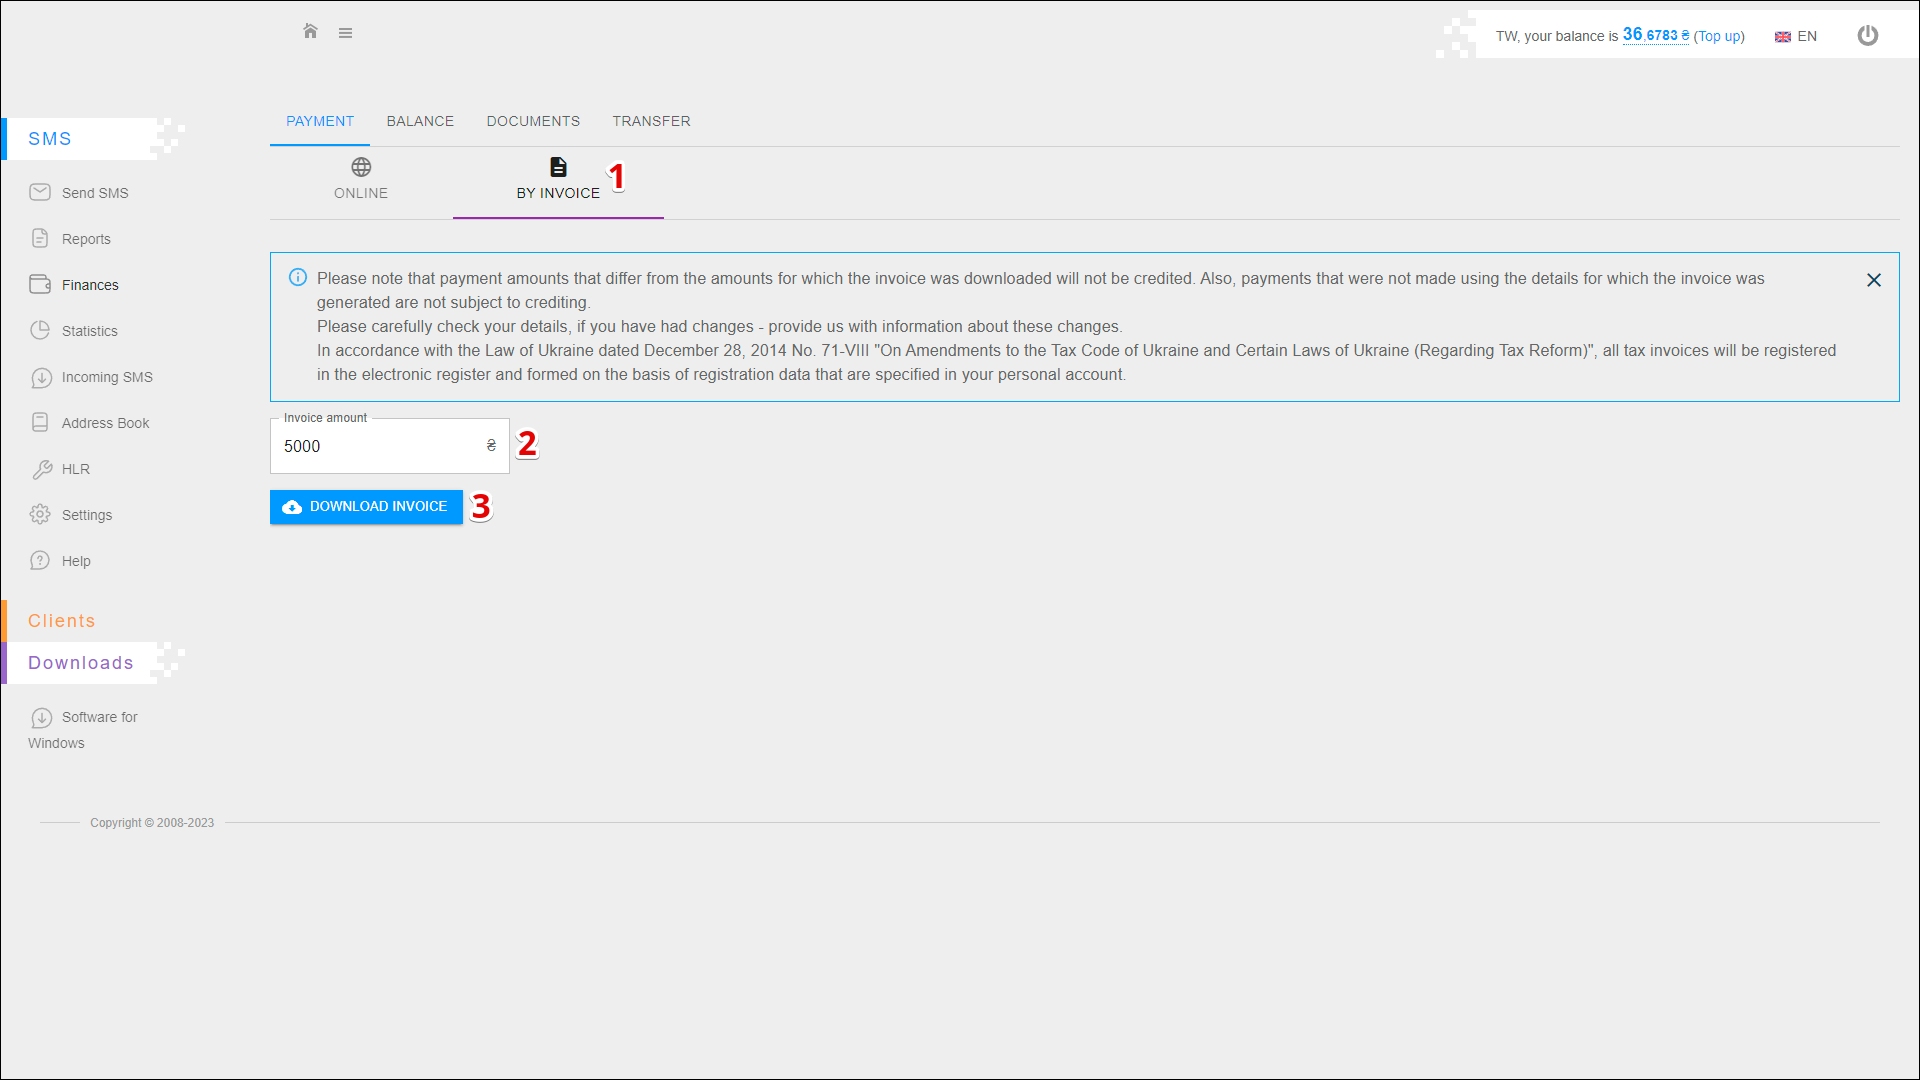 TW, your balance is 36.6783 ₴ (Top up) EN
PAYMENT BALANCE DOCUMENTS TRANSFER
SMS
ONLINE BY INVOICE 1
Send SMS
Reports
Finances
Statistics
Incoming SMS
Address Book
HLR
Settings
Help
Please note that payment amounts that differ from the amounts for which the invoice was downloaded will not be credited. Also, payments that were not made using the details for which the invoice was
generated are not subject to crediting.
Please carefully check your details, if you have had changes - provide us with information about these changes.
In accordance with the Law of Ukraine dated December 28, 2014 No. 71-VIII "On Amendments to the Tax Code of Ukraine and Certain Laws of Ukraine (Regarding Tax Reform)", all tax invoices will be registered
in the electronic register and formed on the basis of registration data that are specified in your personal account.
Invoice amount
5000 ₴ 2
DOWNLOAD INVOICE 3
Clients
Downloads
Software for
Windows
Copyright © 2008-2023